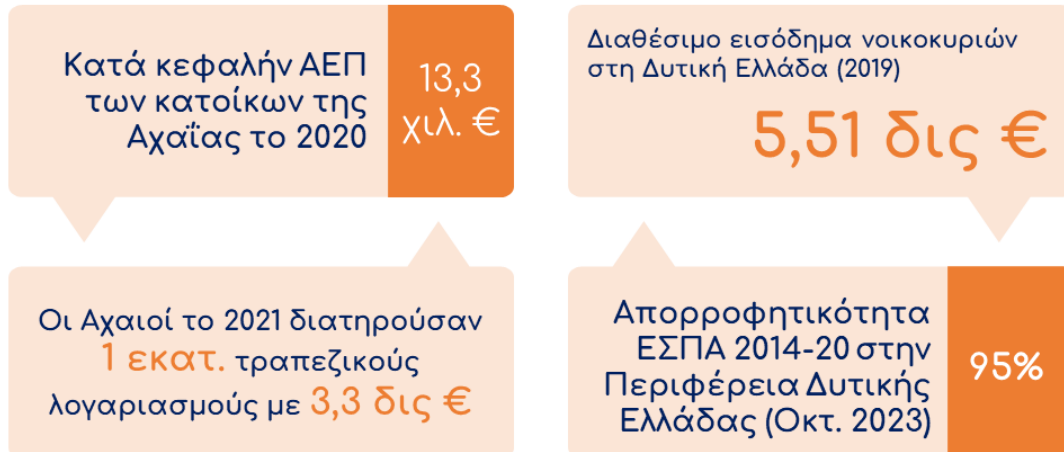 Κατά κεφαλήν ΑΕΠ
των κατοίκων της
Αχαΐας το 2020
13,3
χιλ. €
Διαθέσιμο εισόδημα νοικοκυριών
στη Δυτική Ελλάδα (2019)
5,51 δις €
Οι Αχαιοί το 2021 διατηρούσαν
1 εκατ. τραπεζικούς
λογαριασμούς με 3,3 δις €
Απορροφητικότητα
ΕΣΠΑ 2014-20 στην
Περιφέρεια Δυτικής
Ελλάδας (Οκτ. 2023)
95%